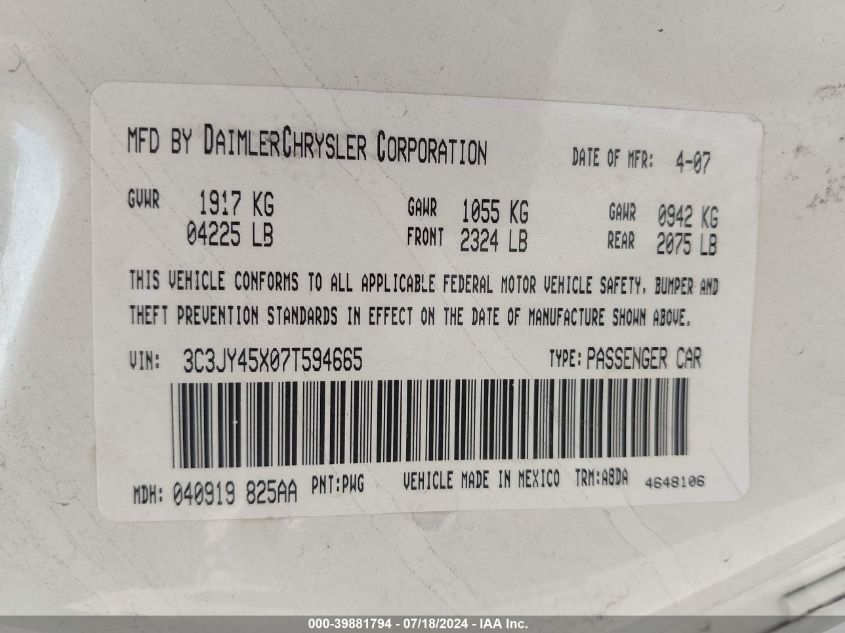 MFD BY DAIMLERCHRYSLER CORPORATION DATE OF MFR: 4-07
GVWR 1917 KG GAWR 1055 KG GAWR 0942 KG
04225 LB FRONT 2324 LB REAR 2075 LB
THIS VEHICLE CONFORMS TO ALL APPLICABLE FEDERAL MOTOR VEHICLE SAFETY, BUMPER AND
THEFT PREVENTION STANDARDS IN EFFECT ON THE DATE OF MANUFACTURE SHOWN ABOVE.
VIN: 3C3JY45X07T594665 TYPE: PASSENGER CAR
MDH: 040919 825AA PNT:PWG VEHICLE MADE IN MEXICO TRM:A8DA 4648106
000-39881794 - 07/18/2024 - IAA Inc.